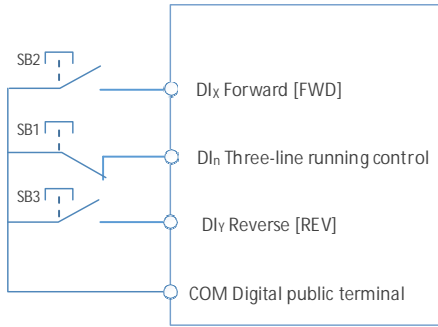 SB2
DIX Forward [FWD]
SB1
DIn Three-line running control
SB3
DIY Reverse [REV]
COM Digital public terminal